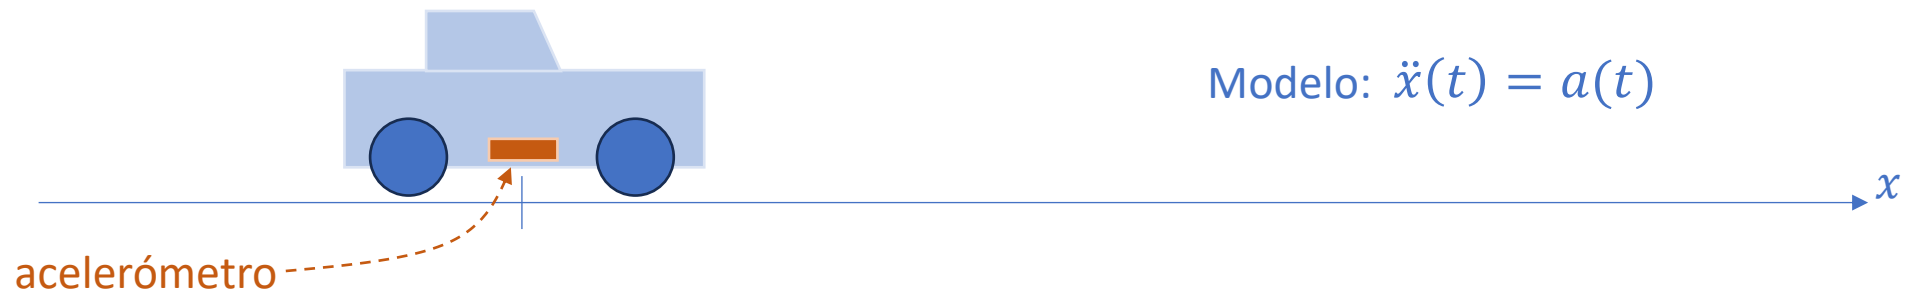 Modelo: ẍ(t) = a(t)
x
acelerómetro